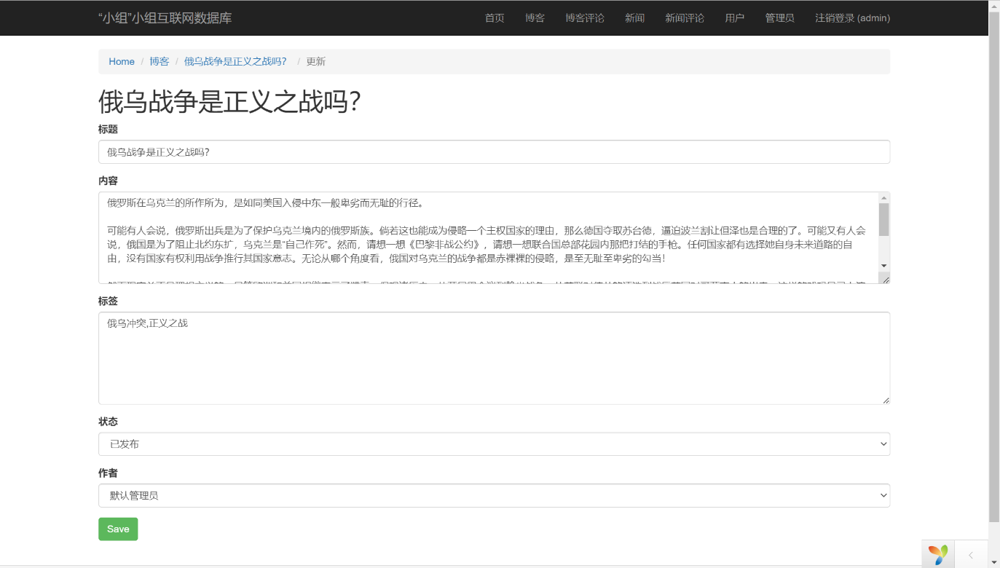 “小组”小组互联网数据库
首页 博客 博客评论 新闻 新闻评论 用户 管理员 注销登录 (admin)
Home / 博客 / 俄乌战争是正义之战吗？ / 更新
俄乌战争是正义之战吗？
标题
俄乌战争是正义之战吗？
内容
俄罗斯在乌克兰的所作所为，是如同美国入侵中东一般卑劣而无耻的行径。
可能有人会说，俄罗斯出兵是为了保护乌克兰境内的俄罗斯族。倘若这也能成为侵略一个主权国家的理由，那么德国夺取苏台德，逼迫波兰割让但泽也是合理的了。可能又有人会
说，俄国是为了阻止北约东扩，乌克兰是“自己作死”。然而，请想一想《巴黎非战公约》，请想一想联合国总部花园内那把打结的手枪。任何国家都有选择她自身未来道路的自
由，没有国家有权利用战争推行其国家意志。无论从哪个角度看，俄国对乌克兰的战争都是赤裸裸的侵略，是至无耻至卑劣的勾当！
标签
俄乌冲突,正义之战
状态
已发布
作者
默认管理员
Save